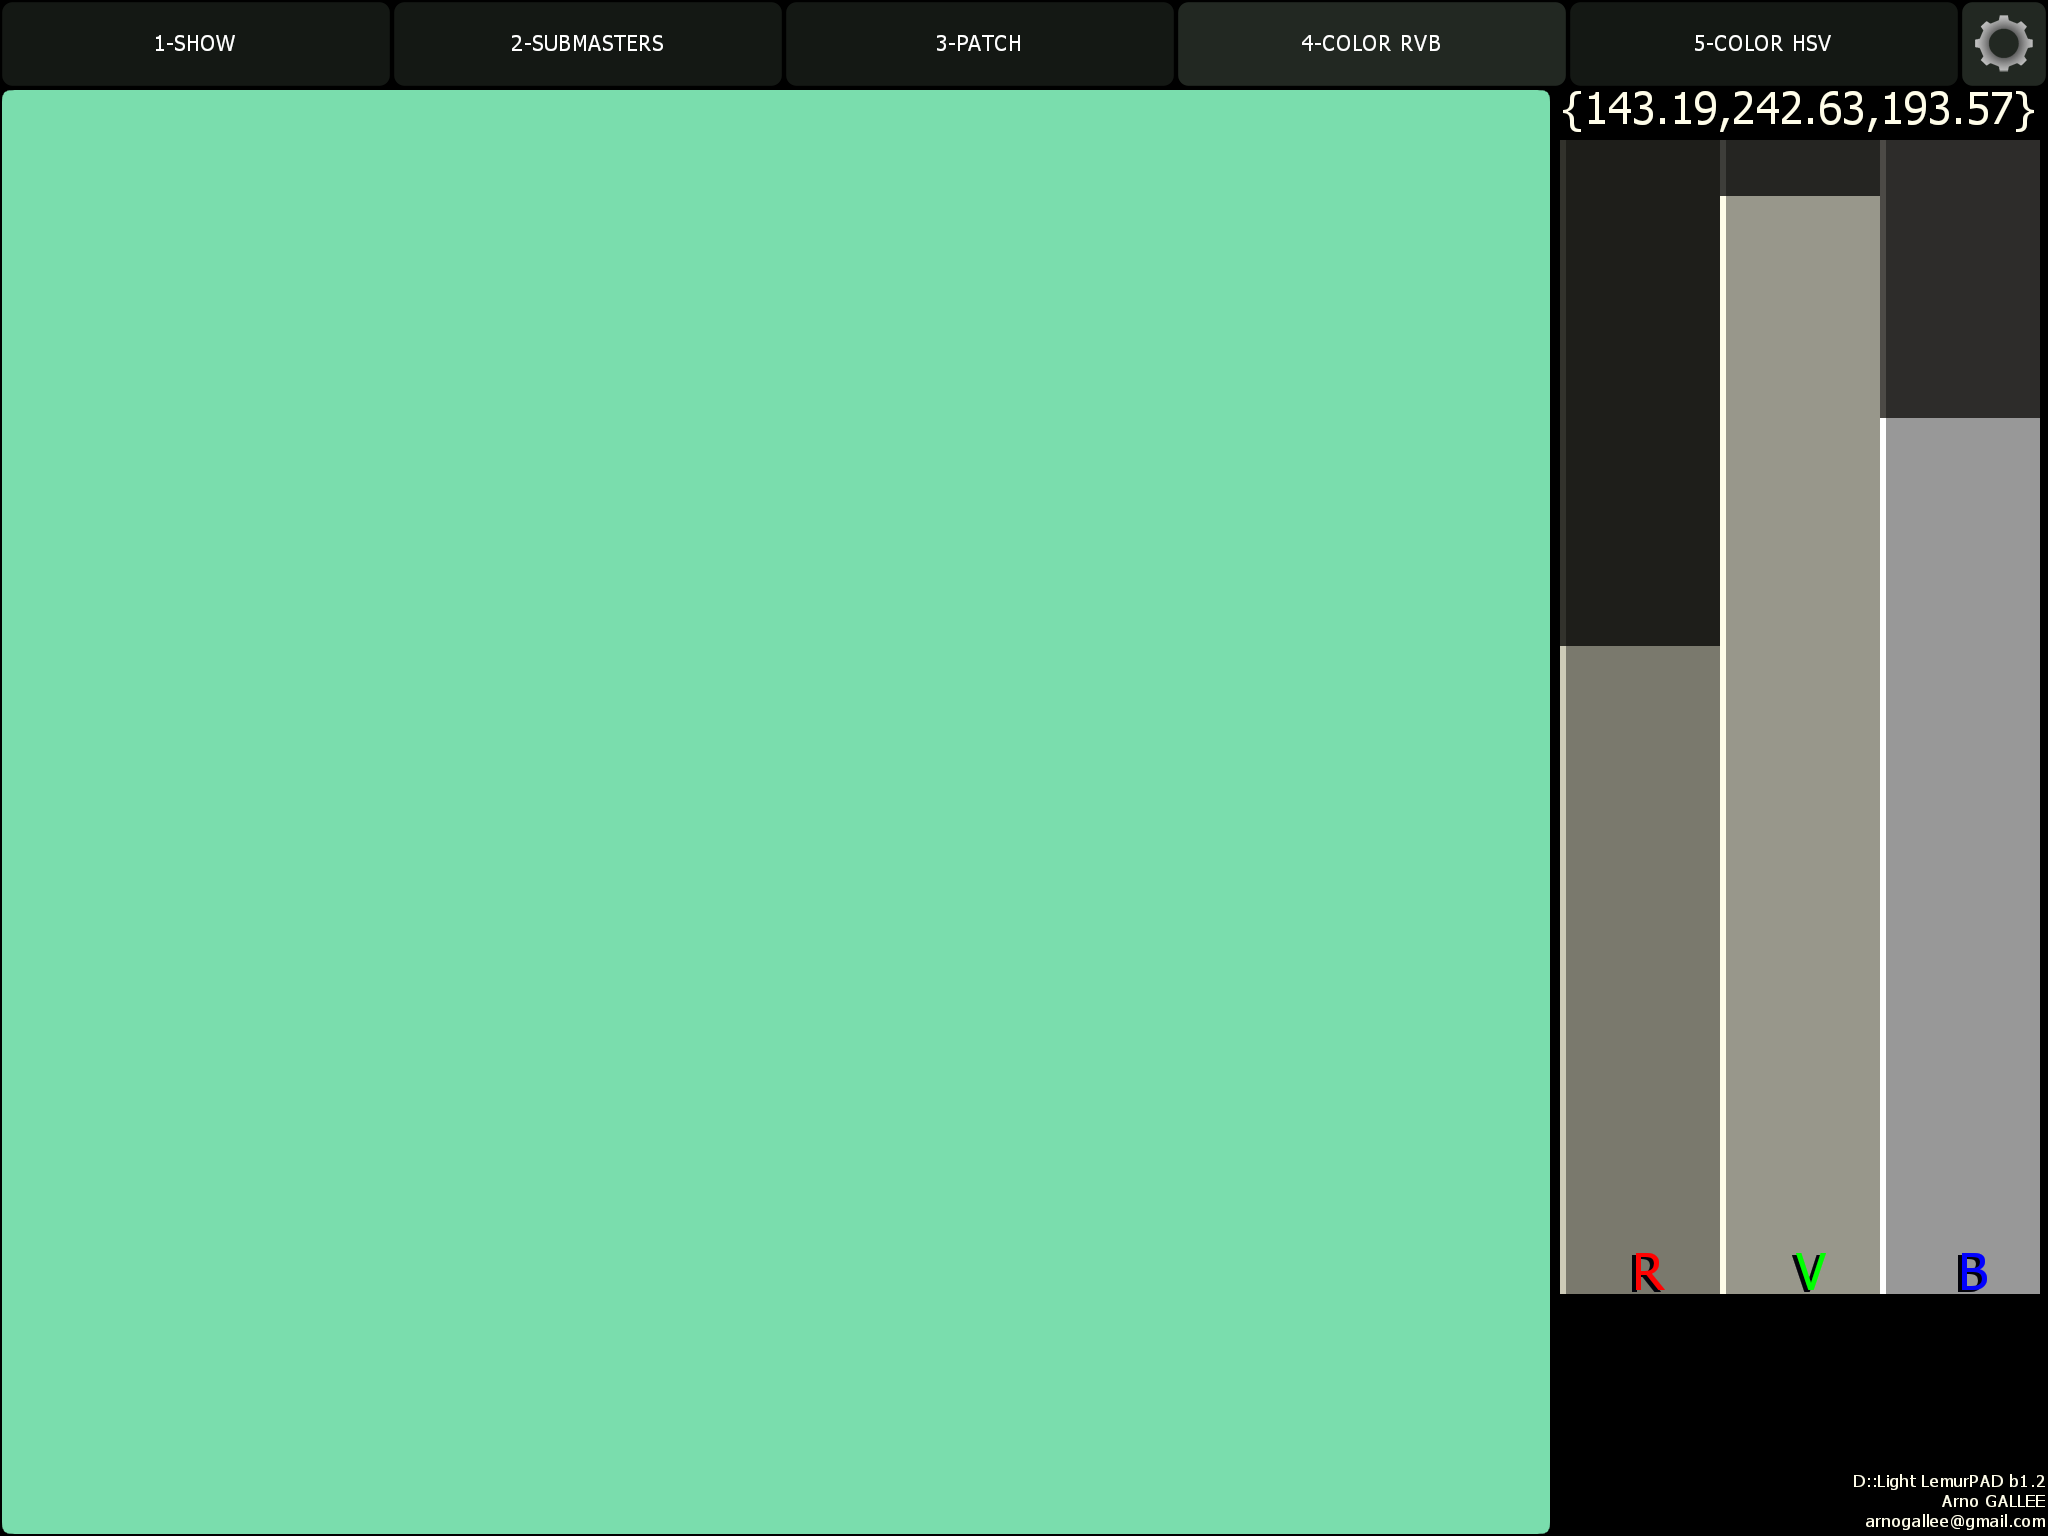 1-SHOW
2-SUBMASTERS
3-PATCH
4-COLOR RVB
5-COLOR HSV
{143.19,242.63,193.57}
R
V
B
D::Light LemurPAD b1.2
Arno GALLEE
arnogallee@gmail.com